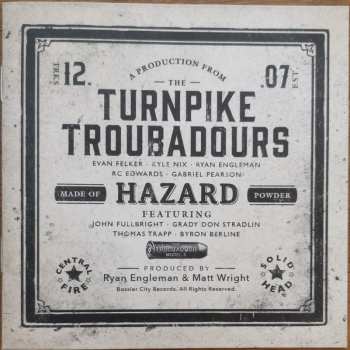 A PRODUCTION FROM
TRKS 12. .07 EST.
THE
TURNPIKE
TROUBADOURS
EVAN FELKER · KYLE NIX · RYAN ENGLEMAN
RC EDWARDS · GABRIEL PEARSON
MADE OF HAZARD POWDER
FEATURING
JOHN FULLBRIGHT · GRADY DON STRADLIN
THOMAS TRAPP · BYRON BERLINE
TROUBADOUR
CENTRAL FIRE
SOLID HEAD
PRODUCED BY
Ryan Engleman & Matt Wright
Bossier City Records. All Rights Reserved.